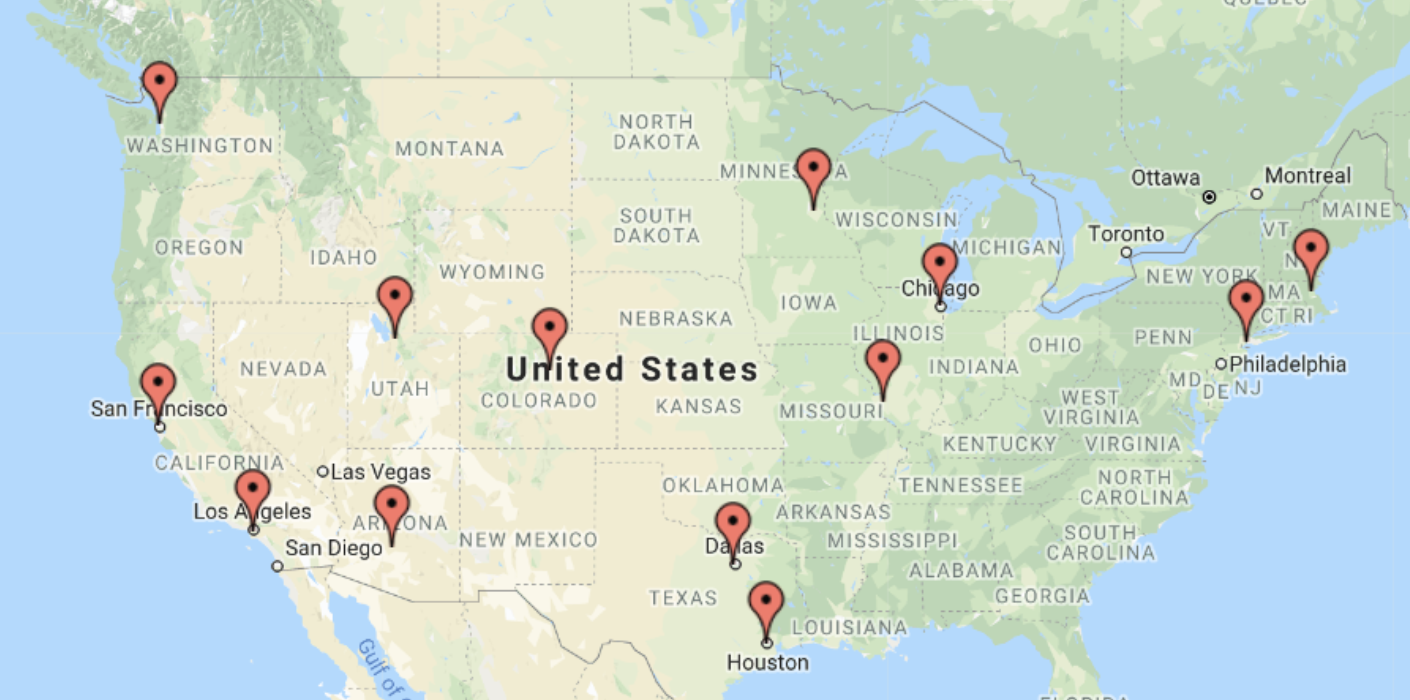 QUEBEC
WASHINGTON
MONTANA
NORTH
DAKOTA
MINNES
A
Ottawa
Montreal
MAINE
VT
Toronto
OREGON
IDAHO
SOUTH
DAKOTA
WISCONSIN
MICHIGAN
WYOMING
NEW YORK
N
MA
CT RI
Chicago
IOWA
NEBRASKA
ILLINOIS
OHIO
PENN
INDIANA
NEVADA
United States
Philadelphia
UTAH
COLORADO
KANSAS
MISSOURI
MD
DE
NJ
WEST
VIRGINIA
San Francisco
KENTUCKY
VIRGINIA
CALIFORNIA
Las Vegas
OKLAHOMA
TENNESSEE
NORTH
CAROLINA
Los Angeles
ARIZONA
ARKANSAS
San Diego
NEW MEXICO
Dallas
MISSISSIPPI
SOUTH
CAROLINA
ALABAMA
TEXAS
GEORGIA
LOUISIANA
Houston
Gulf of
FLORIDA